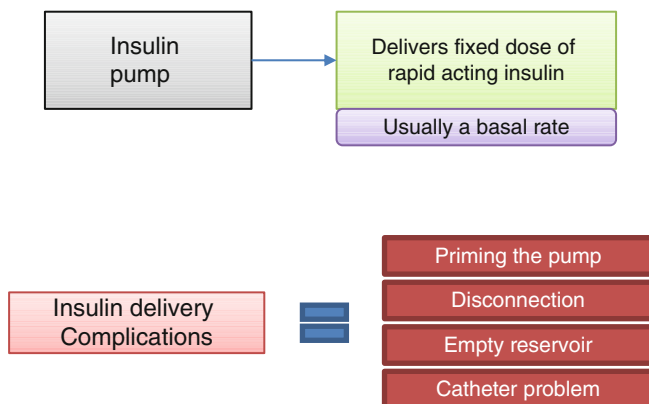 Insulin
pump
Delivers fixed dose of
rapid acting insulin
Usually a basal rate
Insulin delivery
Complications
Priming the pump
Disconnection
Empty reservoir
Catheter problem